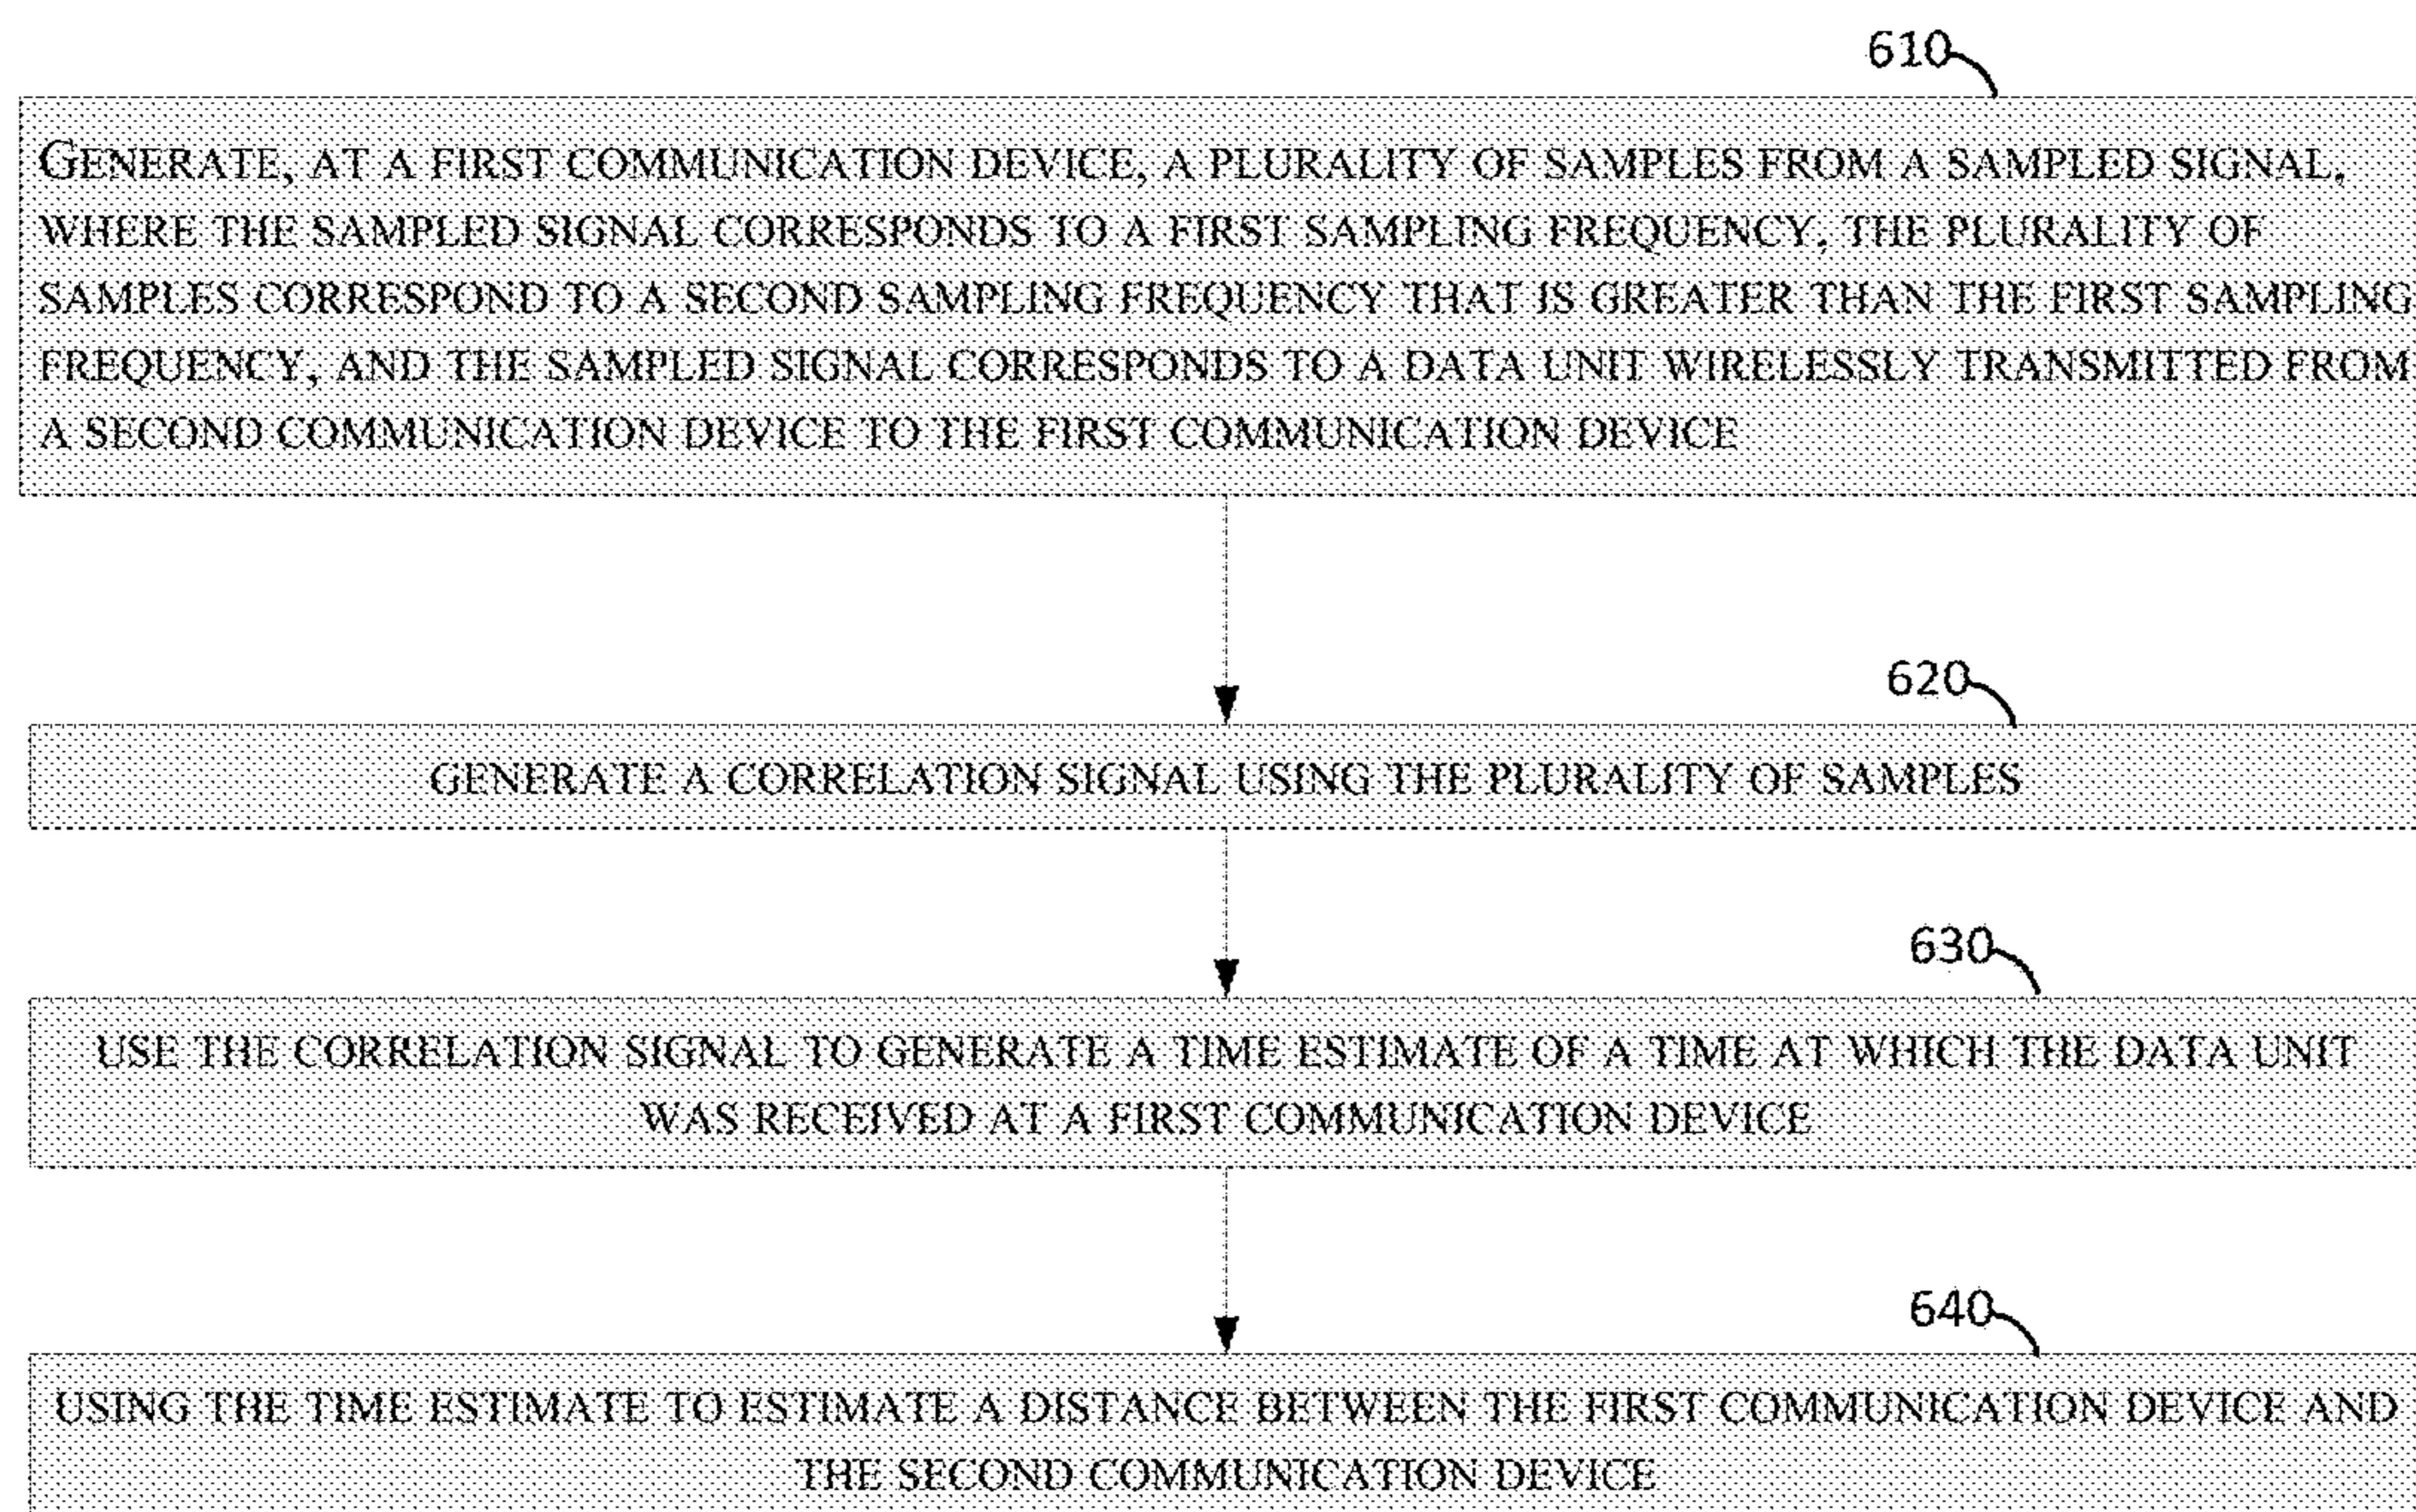 610
GENERATE, AT A FIRST COMMUNICATION DEVICE, A PLURALITY OF SAMPLES FROM A SAMPLED SIGNAL,
WHERE THE SAMPLED SIGNAL CORRESPONDS TO A FIRST SAMPLING FREQUENCY, THE PLURALITY OF
SAMPLES CORRESPOND TO A SECOND SAMPLING FREQUENCY THAT IS GREATER THAN THE FIRST SAMPLING
FREQUENCY, AND THE SAMPLED SIGNAL CORRESPONDS TO A DATA UNIT WIRELESSLY TRANSMITTED FROM
A SECOND COMMUNICATION DEVICE TO THE FIRST COMMUNICATION DEVICE
620
GENERATE A CORRELATION SIGNAL USING THE PLURALITY OF SAMPLES
630
USE THE CORRELATION SIGNAL TO GENERATE A TIME ESTIMATE OF A TIME AT WHICH THE DATA UNIT
WAS RECEIVED AT A FIRST COMMUNICATION DEVICE
640
USING THE TIME ESTIMATE TO ESTIMATE A DISTANCE BETWEEN THE FIRST COMMUNICATION DEVICE AND
THE SECOND COMMUNICATION DEVICE